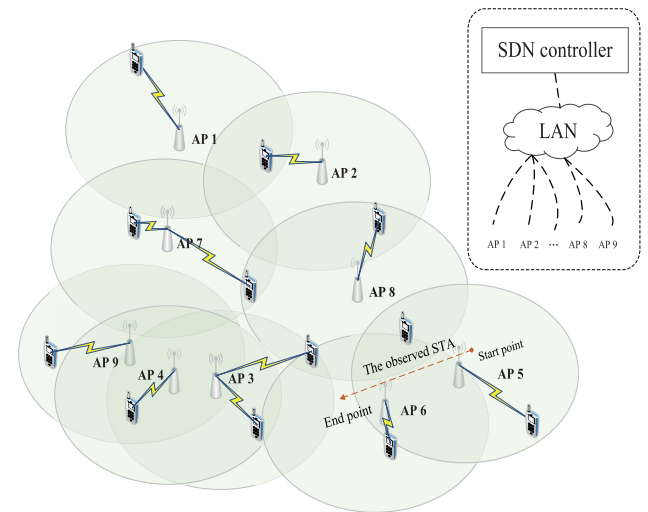 SDN controller
LAN
AP 1 AP 2 ... AP 8 AP 9
AP 1
AP 2
AP 7
AP 8
AP 9
AP 4
AP 3
The observed STA
Start point
AP 5
End point
AP 6